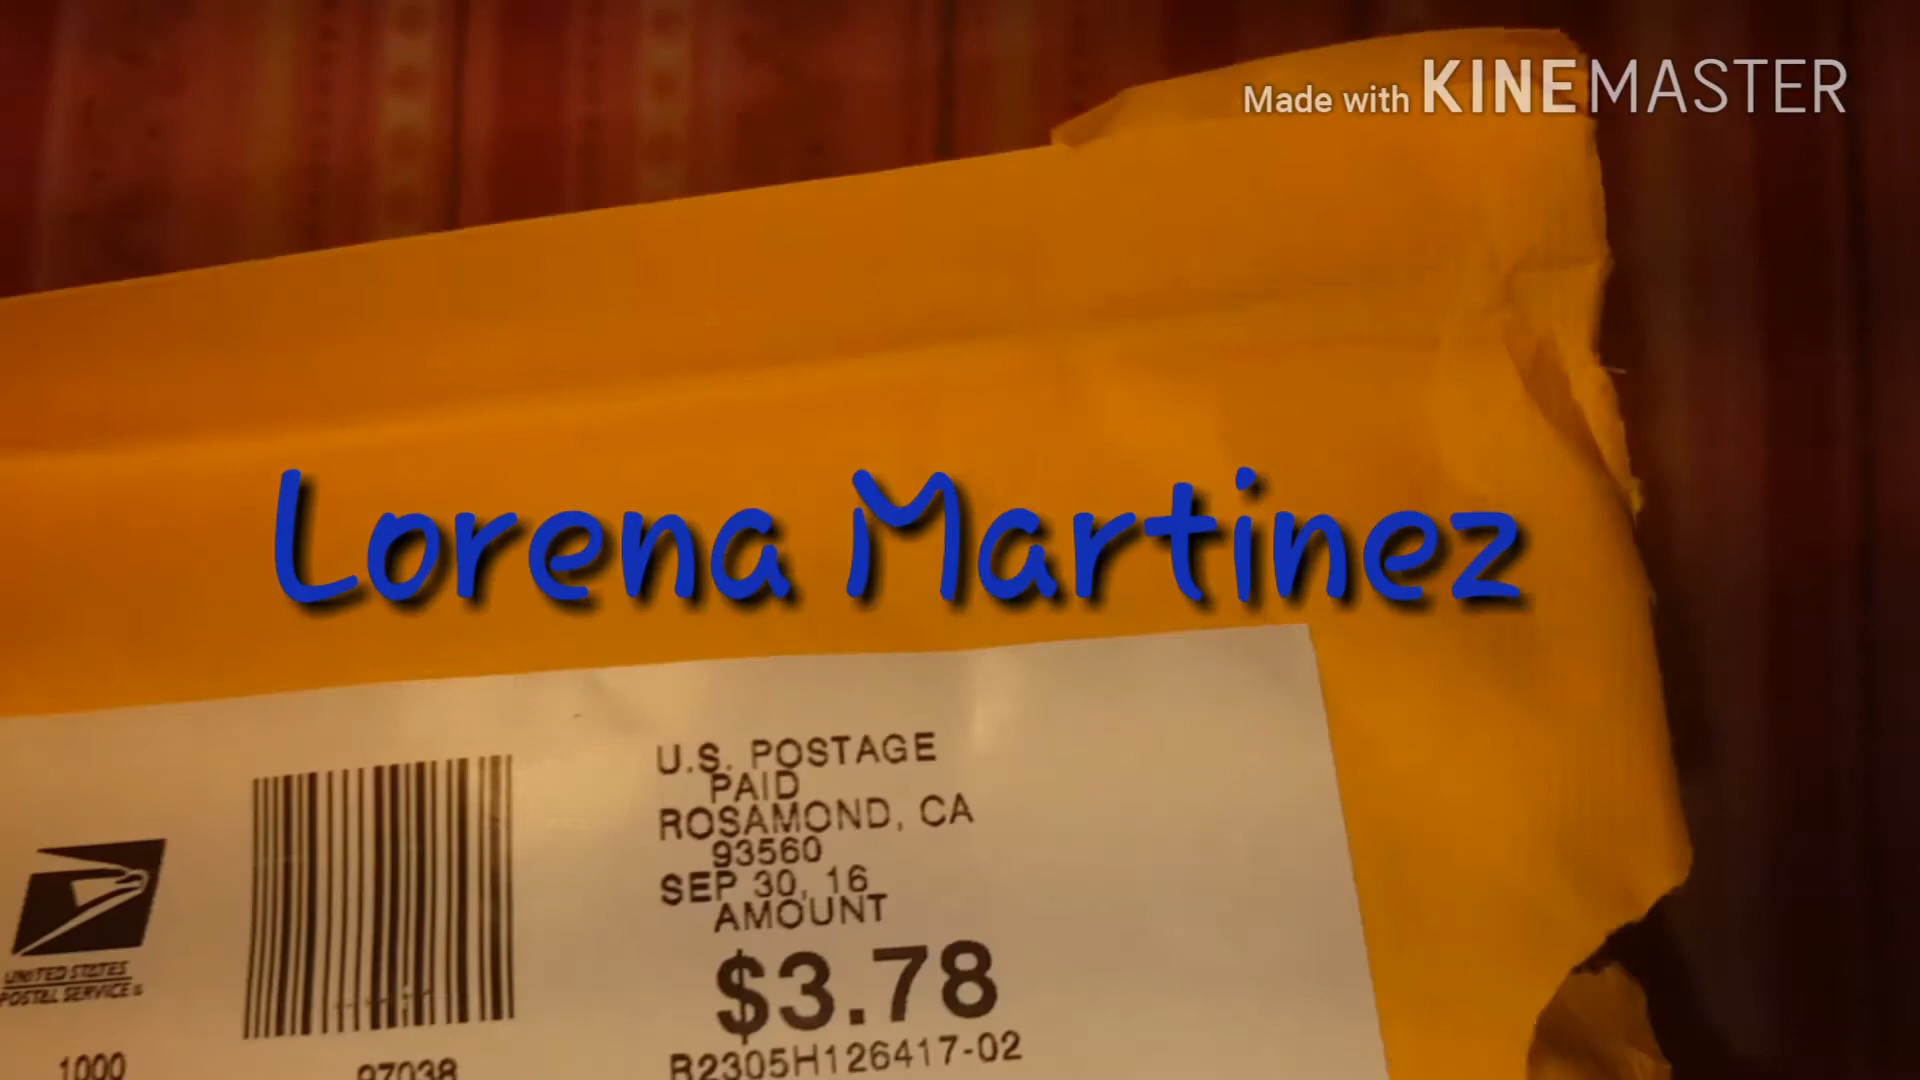 Made with KINEMASTER
Lorena Martinez
U.S. POSTAGE
PAID
ROSAMOND, CA
93560
SEP 30, 16
AMOUNT
$3.78
R2305H126417-02
UNITED STATES
POSTAL SERVICE®
1000
97038